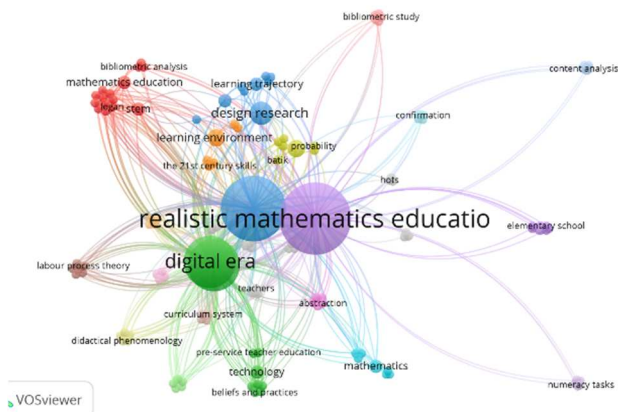 bibliometric study
content analysis
bibliometric analysis
mathematics education
learning trajectory
stem
design research
confirmation
learning environment
probability
batik
the 21st century skills
hots
realistic mathematics educatio
elementary school
digital era
labour process theory
teachers
abstraction
curriculum system
didactical phenomenology
pre-service teacher education
technology
mathematics
beliefs and practices
numeracy tasks
VOSviewer